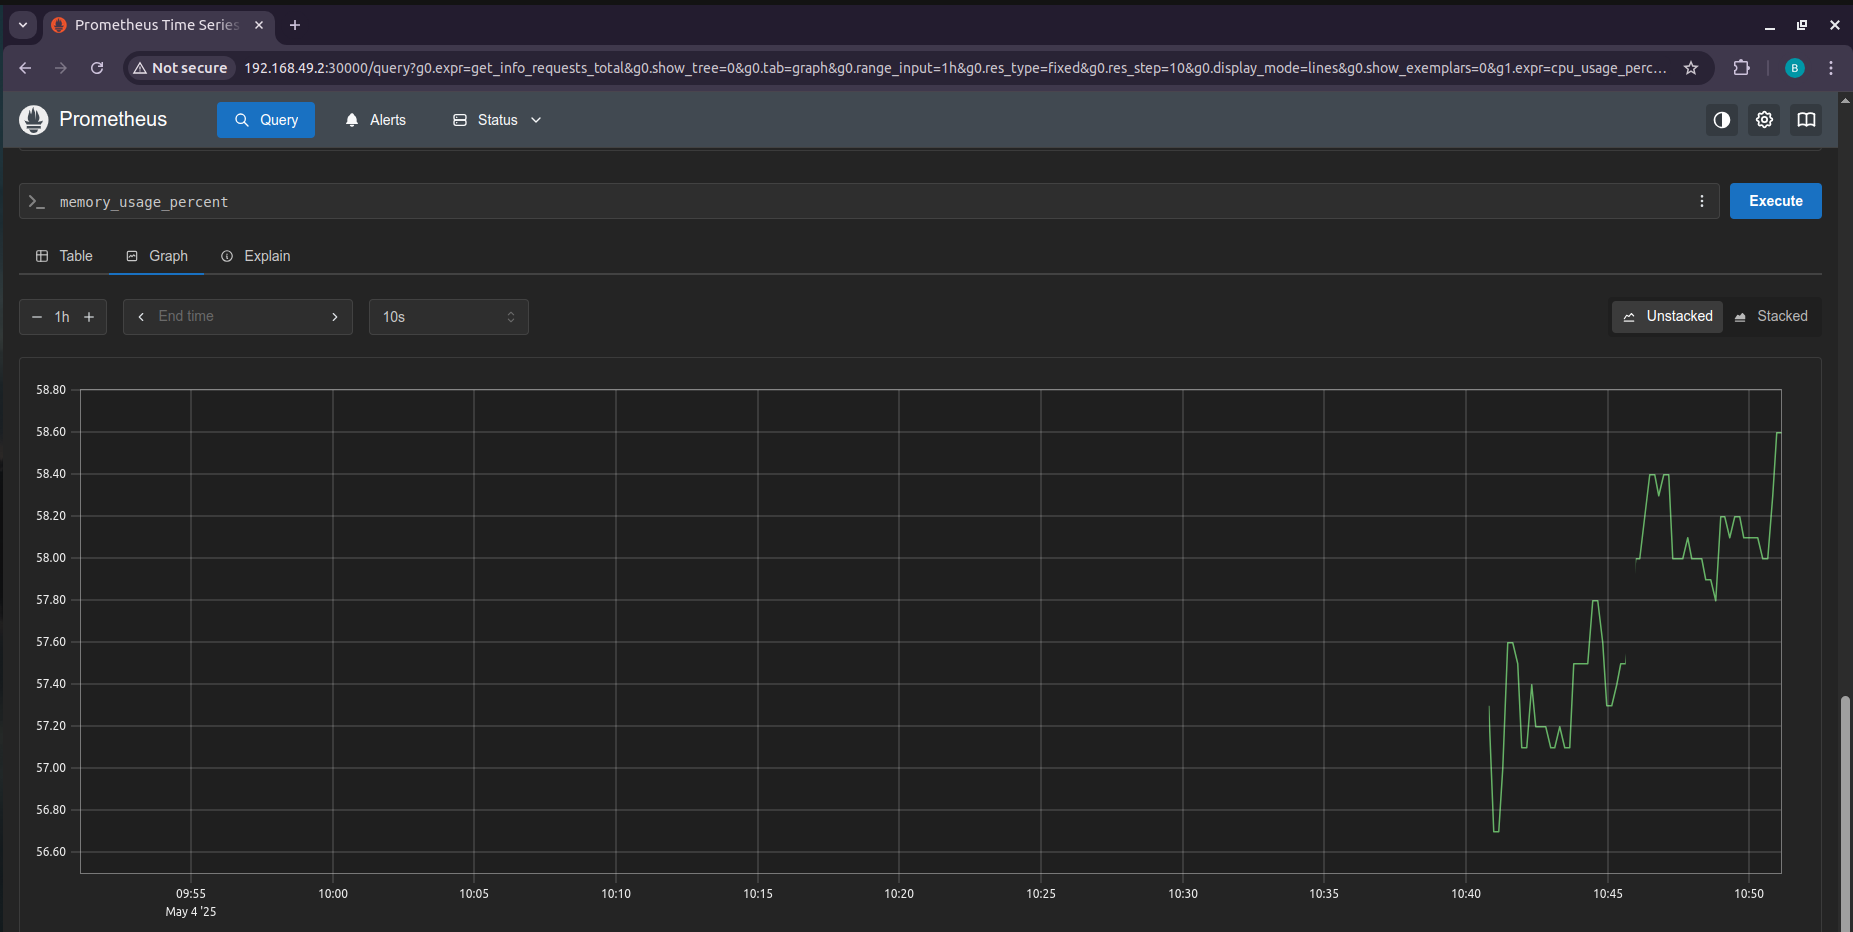 Prometheus Time Series
Not secure 192.168.49.2:30000/query?g0.expr=get_info_requests_total&g0.show_tree=0&g0.tab=graph&g0.range_input=1h&g0.res_type=fixed&g0.res_step=10&g0.display_mode=lines&g0.show_exemplars=0&g1.expr=cpu_usage_perc... B
Prometheus Query Alerts Status
memory_usage_percent Execute
Table Graph Explain
1h End time 10s Unstacked Stacked
58.80
58.60
58.40
58.20
58.00
57.80
57.60
57.40
57.20
57.00
56.80
56.60
09:55 10:00 10:05 10:10 10:15 10:20 10:25 10:30 10:35 10:40 10:45 10:50
May 4 '25